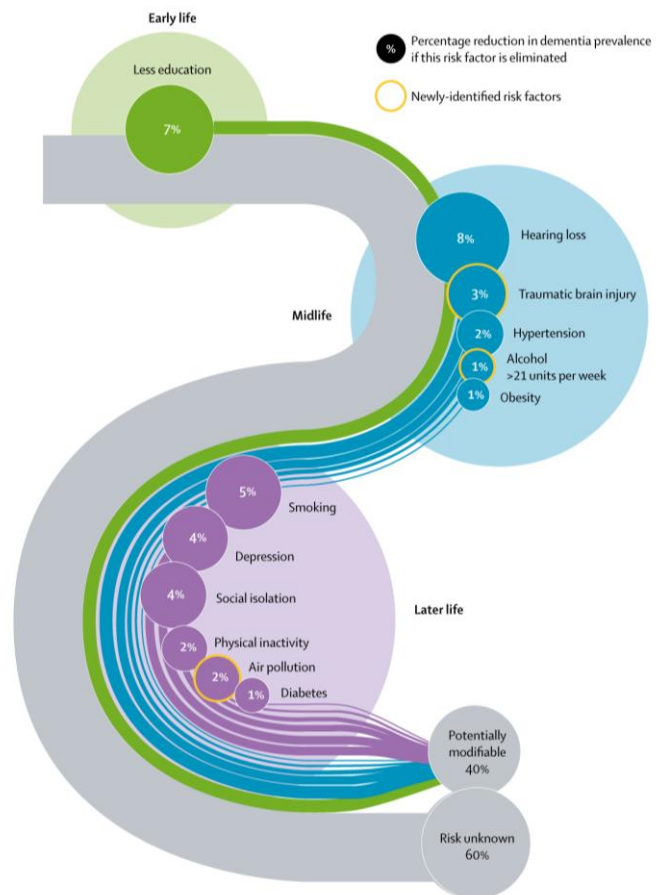 Early life
Less education
7%
%
Percentage reduction in dementia prevalence
if this risk factor is eliminated
Newly-identified risk factors
8%
Hearing loss
3%
Traumatic brain injury
Midlife
2%
Hypertension
1%
Alcohol
>21 units per week
1%
Obesity
5%
Smoking
4%
Depression
4%
Social isolation
Later life
2%
Physical inactivity
2%
Air pollution
1%
Diabetes
Potentially
modifiable
40%
Risk unknown
60%